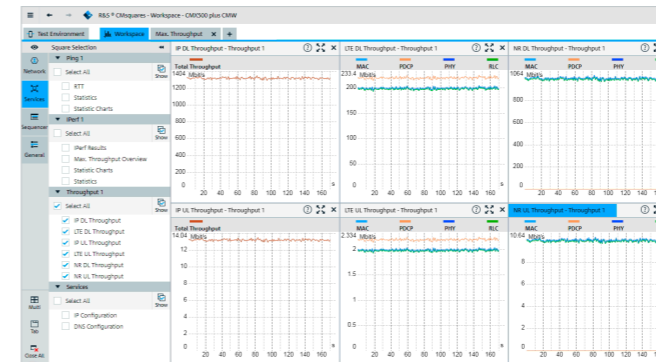 R&S ® CMsquares - Workspace - CMX500 plus CMW
Test Environment
Workspace
Max. Throughput
Square Selection
Network
Services
Sequencer
General
Multi
Tab
Close All
Ping 1
Select All
Show
RTT
Statistics
Statistic Charts
IPerf 1
Select All
Show
IPerf Results
Max. Throughput Overview
Statistic Charts
Statistics
Throughput 1
Select All
Show
IP DL Throughput
LTE DL Throughput
IP UL Throughput
LTE UL Throughput
NR DL Throughput
NR UL Throughput
Services
Select All
Show
IP Configuration
DNS Configuration
IP DL Throughput - Throughput 1
Total Throughput
1404 Mbit/s
1200
1000
800
600
400
200
0
20 40 60 80 100 120 140 160 s
LTE DL Throughput - Throughput 1
MAC PDCP PHY RLC
233.4 Mbit/s
200
150
100
50
0
20 40 60 80 100 120 140 160 s
NR DL Throughput - Throughput 1
MAC PDCP PHY
1064 Mbit/s
800
600
400
200
0
20 40 60 80 100 120 140
IP UL Throughput - Throughput 1
Total Throughput
14.04 Mbit/s
12
10
8
6
4
2
0
20 40 60 80 100 120 140 160 s
LTE UL Throughput - Throughput 1
MAC PDCP PHY RLC
2.334 Mbit/s
2
1.5
1
0.5
0
20 40 60 80 100 120 140 160 s
NR UL Throughput - Throughput 1
MAC PDCP PHY
10.64 Mbit/s
8
6
4
2
0
20 40 60 80 100 120 140